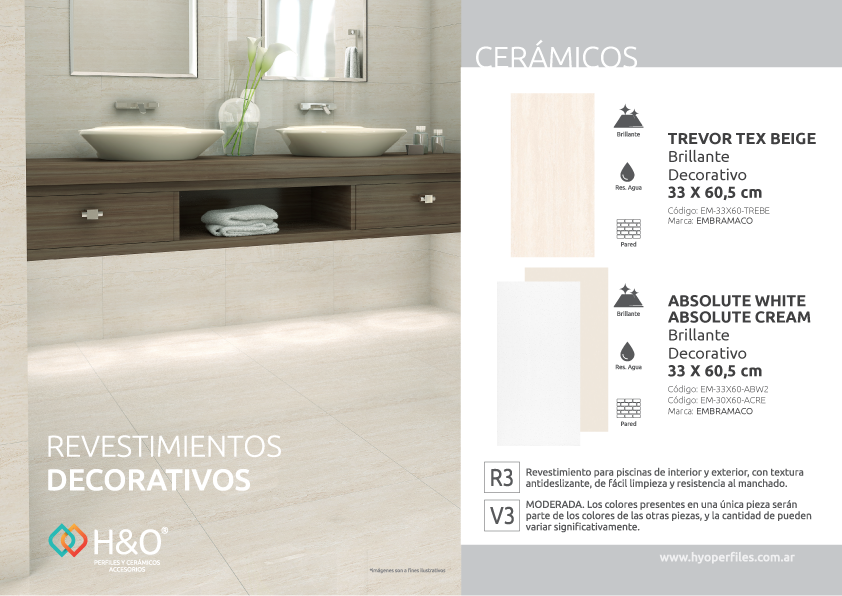 REVESTIMIENTOS
DECORATIVOS
H&O®
PERFILES Y CERÁMICOS
ACCESORIOS
*Imágenes son a fines ilustrativos
CERÁMICOS
Brillante
Res. Agua
Pared
TREVOR TEX BEIGE
Brillante
Decorativo
33 X 60,5 cm
Código: EM-33X60-TREBE
Marca: EMBRAMACO
Brillante
Res. Agua
Pared
ABSOLUTE WHITE
ABSOLUTE CREAM
Brillante
Decorativo
33 X 60,5 cm
Código: EM-33X60-ABW2
Código: EM-30X60-ACRE
Marca: EMBRAMACO
R3
Revestimiento para piscinas de interior y exterior, con textura
antideslizante, de fácil limpieza y resistencia al manchado.
V3
MODERADA. Los colores presentes en una única pieza serán
parte de los colores de las otras piezas, y la cantidad de pueden
variar significativamente.
www.hyoperfiles.com.ar